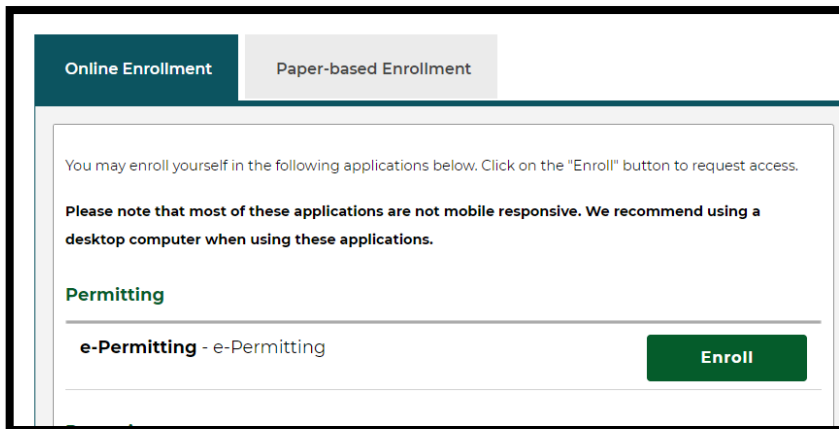 Online Enrollment
Paper-based Enrollment
You may enroll yourself in the following applications below. Click on the "Enroll" button to request access.
Please note that most of these applications are not mobile responsive. We recommend using a
desktop computer when using these applications.
Permitting
e-Permitting - e-Permitting
Enroll